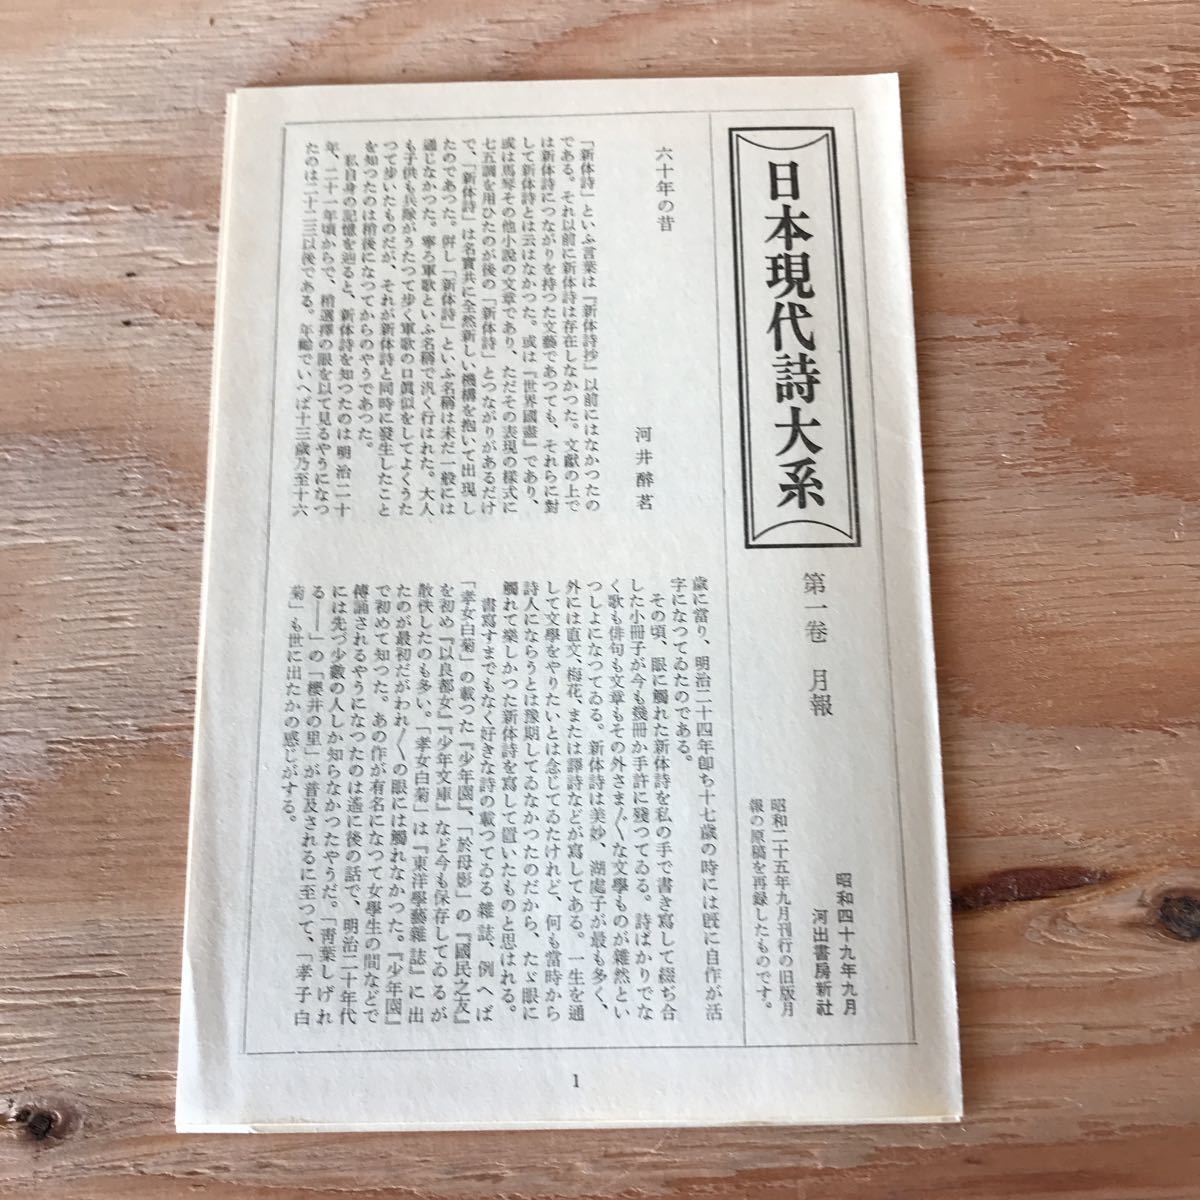 日本現代詩大系
第一巻 月報
昭和四十九年九月
河出書房新社
昭和二十五年九月刊行の旧版月
報の原稿を再録したものです。
六十年の昔
河井醉茗
「新体詩」といふ言葉は『新体詩抄』以前にはなかつたの
である。それ以前に新体詩は存在しなかつた。文献の上で
は新体詩につながりを持つた文藝であつても、それらに對
して新体詩とは云はなかつた。或は『世界國盡』であり、
或は馬琴その他小説の文章であり、ただその表現の樣式に
七五調を用ひたのが後の「新体詩」とつながりがあるだけ
で、「新体詩」は名實共に全然新しい機構を抱いて出現し
たのであつた。併し「新体詩」といふ名稱は未だ一般には
通じなかつた。寧ろ軍歌といふ名稱で汎く行はれた。大人
も子供も兵隊がうたつて歩く軍歌の口眞似をしてよくうた
つて歩いたものだが、それが新体詩と同時に發生したこと
を知つたのは稍後になつてからのやうであつた。
私自身の記憶を辿ると、新体詩を知つたのは明治二十
年、二十一年頃からで、稍選擇の眼を以て見るやうになつ
たのは二十二三以後である。年齡でいへば十三歳乃至十六
歳に當り、明治二十四年卽ち十七歳の時には既に自作が活
字になつてゐたのである。
その頃、眼に觸れた新体詩を私の手で書き寫して綴ぢ合
した小冊子が今も幾冊か手許に殘つてゐる。詩ばかりでな
く歌も俳句も文章もその外さま〲な文學ものが雜然とい
つしよになつてゐる。新体詩は美妙、湖處子が最も多く、
外には直文、梅花、または譯詩などが寫してある。一生を通
して文學をやりたいとは念じてゐたけれど、何も當時から
詩人にならうとは豫期してゐなかつたのだから、たゞ眼に
觸れて樂しかつた新体詩を寫して置いたものと思はれる。
書寫すまでもなく好きな詩の載つてゐる雜誌、例へば
「孝女白菊」の載つた『少年園』、「於母影」の『國民之友』
を初め『以良都女』『少年文庫』など今も保存してゐるが
散佚したのも多い。「孝女白菊」は『東洋學藝雜誌』に出
たのが最初だがわれ〱の眼には觸れなかつた。『少年園』
で初めて知つた。あの作が有名になつて女學生の間などで
傳誦されるやうになつたのは遙に後の話で、明治二十年代
には先づ少數の人しか知らなかつたやうだ。「靑葉しげれ
る――」の「櫻井の里」が普及されるに至つて、「孝子白
菊」も世に出たかの感じがする。
1